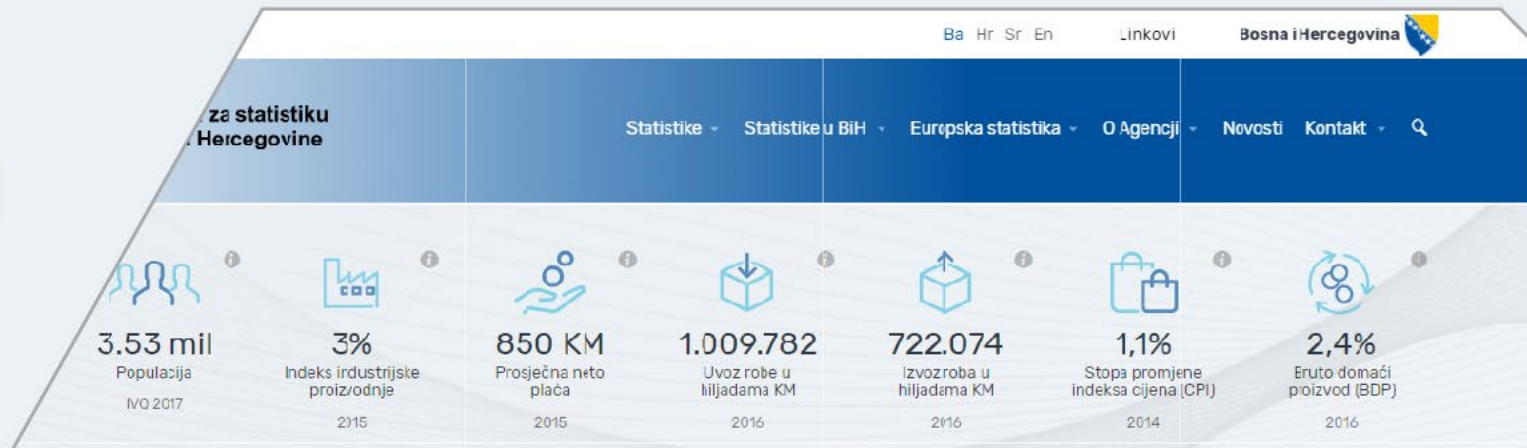 Ba Hr Sr En Linkovi Bosna i Hercegovina
za statistiku
Hercegovine
Statistike Statistike u BiH Europska statistika O Agenciji Novosti Kontakt
3.53 mil
Populacija
IVQ 2017
3%
Indeks industrijske
proizvodnje
2015
850 KM
Prosječna neto
plaća
2015
1.009.782
Uvoz robe u
hiljadama KM
2016
722.074
Izvoz roba u
hiljadama KM
2016
1,1%
Stopa promjene
indeksa cijena (CPI)
2014
2,4%
Bruto domaći
proizvod (BDP)
2016